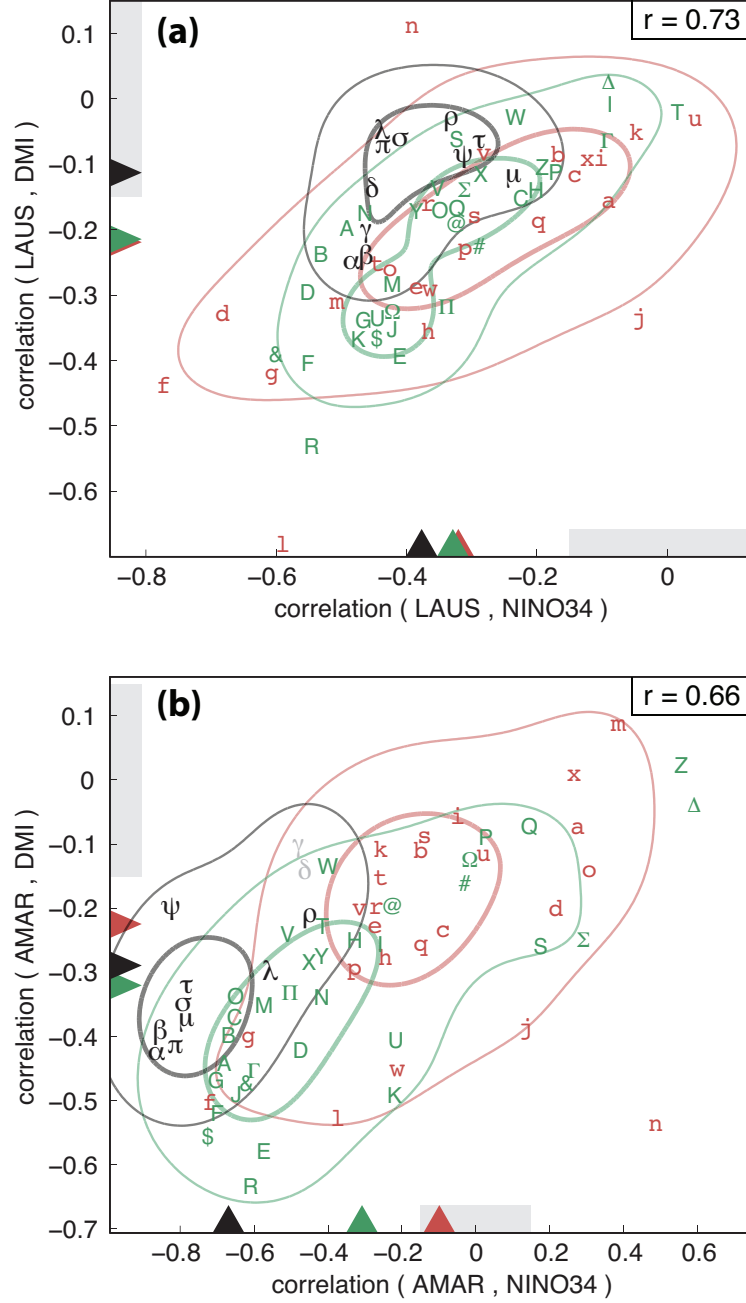 (a)
r = 0.73
0.1
0
−0.1
−0.2
−0.3
−0.4
−0.5
−0.6
correlation ( LAUS , DMI )
n
Δ
I
T
u
W
k
Γ
ρ
λ
π
σ
S
τ
ψ
v
b
x
i
Z
P
c
X
μ
H
C
δ
V
Σ
a
N
Y
r
O
Q
@
s
q
A
γ
#
p
B
α
β
t
o
M
e
w
D
m
Π
d
G
U
Ω
J
j
h
K
$
E
&
F
g
f
R
l
−0.8
−0.6
−0.4
−0.2
0
correlation ( LAUS , NINO34 )
(b)
r = 0.66
0.1
0
−0.1
−0.2
−0.3
−0.4
−0.5
−0.6
−0.7
correlation ( AMAR , DMI )
m
Z
x
Δ
i
Q
a
P
s
γ
k
b
u
δ
W
Ω
o
t
#
ψ
v
r
@
d
ρ
T
e
V
c
H
I
q
Σ
S
Y
h
X
λ
p
τ
Π
O
N
σ
M
C
μ
j
B
g
U
β
α
π
D
A
Γ
w
G
&
J
K
f
F
l
n
$
E
R
−0.8
−0.6
−0.4
−0.2
0
0.2
0.4
0.6
correlation ( AMAR , NINO34 )